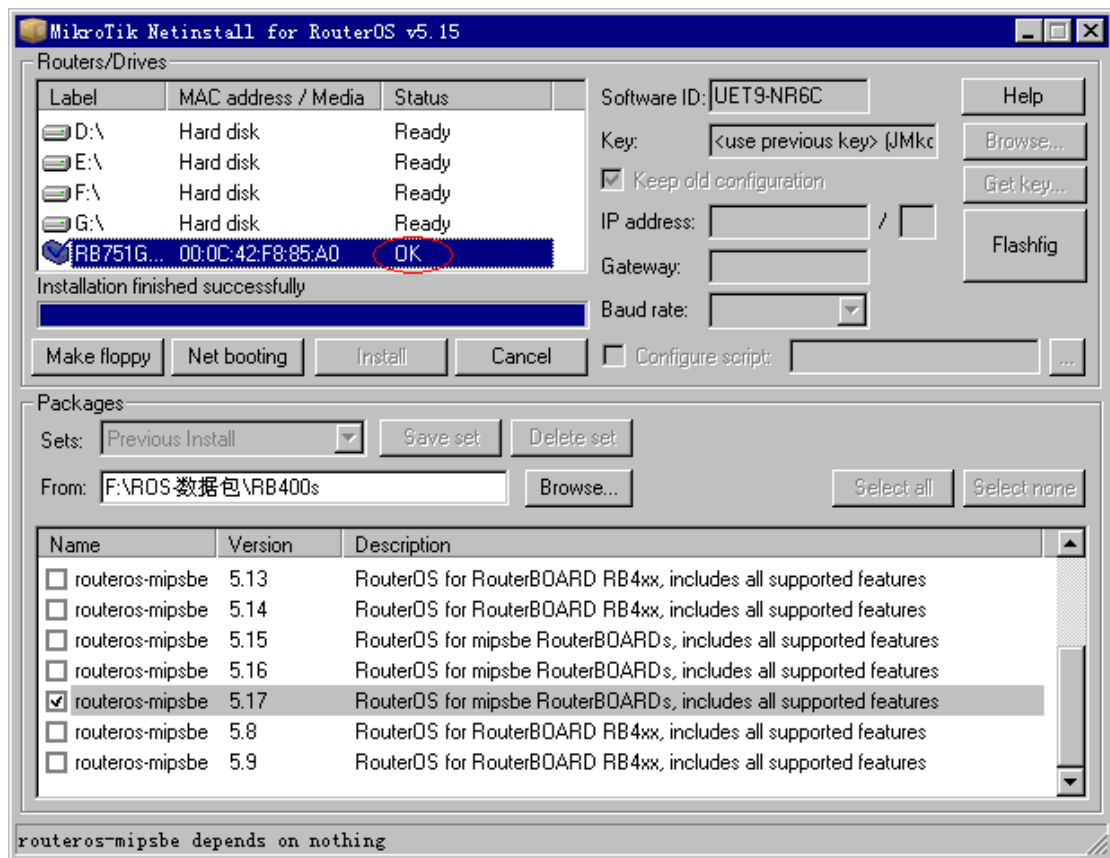 MikroTik Netinstall for RouterOS v5.15
Routers/Drives
Label MAC address / Media Status
D:\ Hard disk Ready
E:\ Hard disk Ready
F:\ Hard disk Ready
G:\ Hard disk Ready
RB751G... 00:0C:42:F8:85:A0 OK
Installation finished successfully
Make floppy Net booting Install Cancel
Software ID: UET9-NR6C Help
Key: <use previous key> (JMkc Browse...
Keep old configuration Get key...
IP address: /
Flashfig
Gateway:
Baud rate:
Configure script: ...
Packages
Sets: Previous Install Save set Delete set
From: F:\ROS-数据包\RB400s Browse... Select all Select none
Name Version Description
routeros-mipsbe 5.13 RouterOS for RouterBOARD RB4xx, includes all supported features
routeros-mipsbe 5.14 RouterOS for RouterBOARD RB4xx, includes all supported features
routeros-mipsbe 5.15 RouterOS for mipsbe RouterBOARDs, includes all supported features
routeros-mipsbe 5.16 RouterOS for mipsbe RouterBOARDs, includes all supported features
routeros-mipsbe 5.17 RouterOS for mipsbe RouterBOARDs, includes all supported features
routeros-mipsbe 5.8 RouterOS for RouterBOARD RB4xx, includes all supported features
routeros-mipsbe 5.9 RouterOS for RouterBOARD RB4xx, includes all supported features
routeros-mipsbe depends on nothing